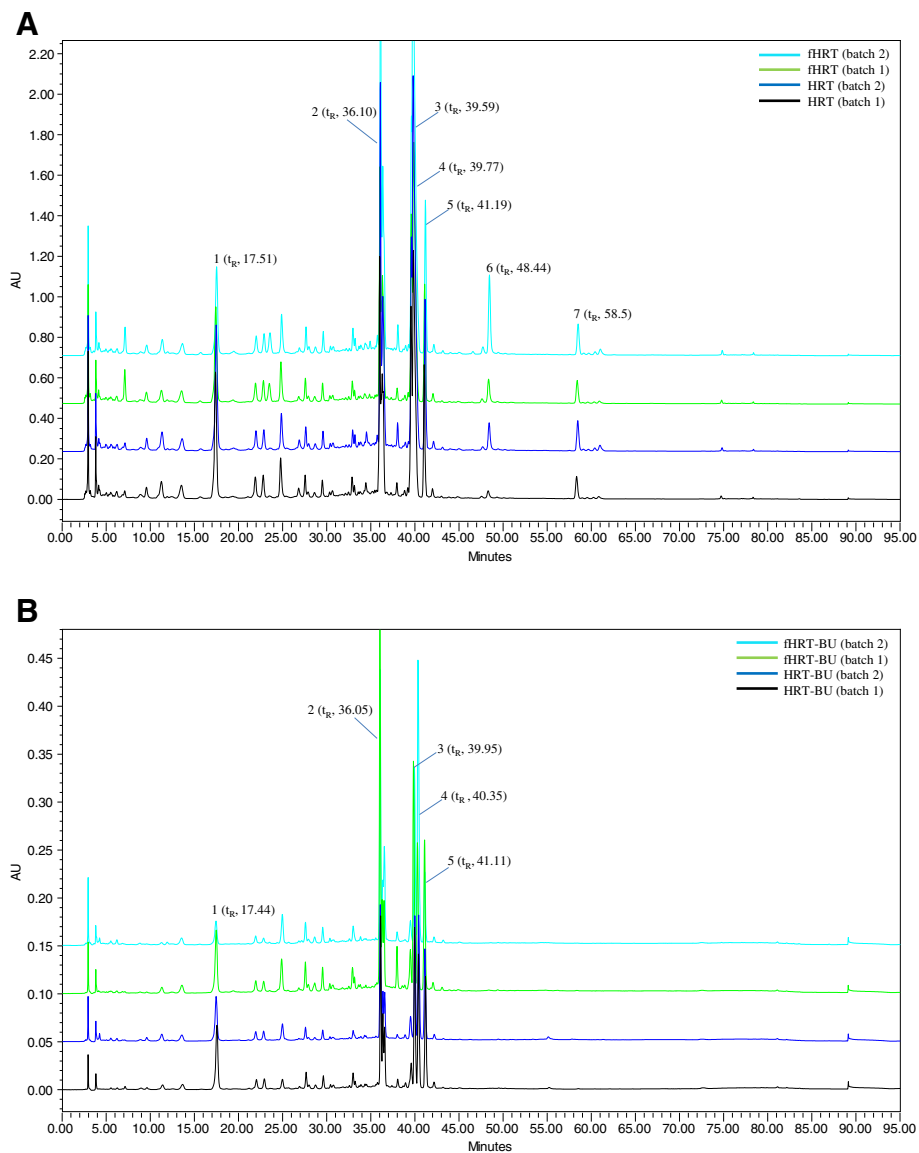 A
2.20
2.00
1.80
1.60
1.40
1.20
1.00
0.80
0.60
0.40
0.20
0.00
AU
fHRT (batch 2)
fHRT (batch 1)
HRT (batch 2)
HRT (batch 1)
2 (tR, 36.10)
3 (tR, 39.59)
4 (tR, 39.77)
5 (tR, 41.19)
1 (tR, 17.51)
6 (tR, 48.44)
7 (tR, 58.5)
0.00 5.00 10.00 15.00 20.00 25.00 30.00 35.00 40.00 45.00 50.00 55.00 60.00 65.00 70.00 75.00 80.00 85.00 90.00 95.00
Minutes
B
0.45
0.40
0.35
0.30
0.25
0.20
0.15
0.10
0.05
0.00
AU
fHRT-BU (batch 2)
fHRT-BU (batch 1)
HRT-BU (batch 2)
HRT-BU (batch 1)
2 (tR, 36.05)
3 (tR, 39.95)
4 (tR , 40.35)
5 (tR, 41.11)
1 (tR, 17.44)
0.00 5.00 10.00 15.00 20.00 25.00 30.00 35.00 40.00 45.00 50.00 55.00 60.00 65.00 70.00 75.00 80.00 85.00 90.00 95.00
Minutes